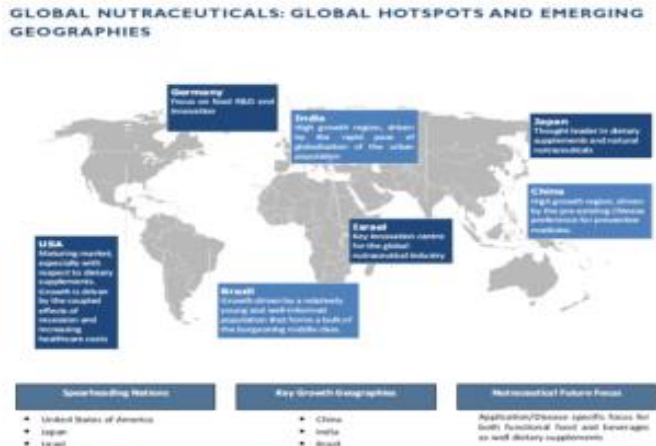 GLOBAL NUTRACEUTICALS: GLOBAL HOTSPOTS AND EMERGING
GEOGRAPHIES
Germany
Focus on food R&D and
innovation
India
High growth region, driven
by the rapid pace of
globalisation of the urban
population
Japan
Thought leader in dietary
supplements and natural
nutraceuticals
China
High growth region, driven
by the pre-existing Chinese
preference for preventive
medicine.
Israel
Key innovation centre
for the global
nutraceutical industry
USA
Maturing market,
especially with
respect to dietary
supplements.
Growth is driven
by the coupled
effects of
recession and
increasing
healthcare costs
Brazil
Growth driven by a relatively
young and well-informed
population that forms a bulk of
the burgeoning middle class
Spearheading Nations
• United States of America
• Japan
• Israel
Key Growth Geographies
• China
• India
• Brazil
Nutraceutical Future Focus
Application/Disease specific focus for
both functional food and beverages
as well dietary supplements